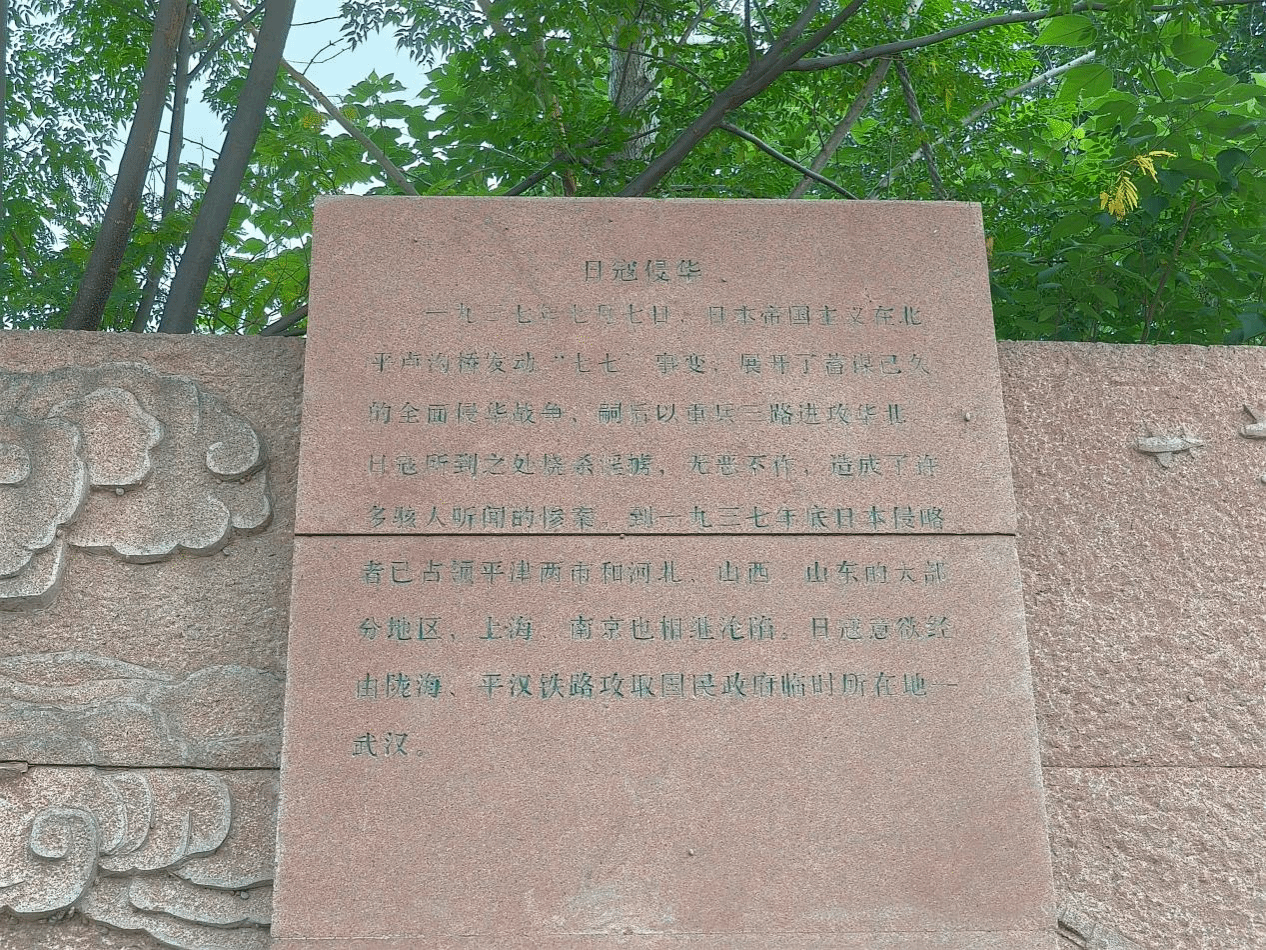 日寇侵华
一九三七年七月七日，日本帝国主义在北
平卢沟桥发动“七七”事变，展开了蓄谋已久
的全面侵华战争，嗣后以重兵三路进攻华北
日寇所到之处烧杀淫掳，无恶不作，造成了许
多骇人听闻的惨案。到一九三七年底日本侵略
者已占领平津两市和河北、山西 山东的大部
分地区，上海 南京也相继沦陷。日寇意欲经
由陇海、平汉铁路攻取国民政府临时所在地—
武汉。